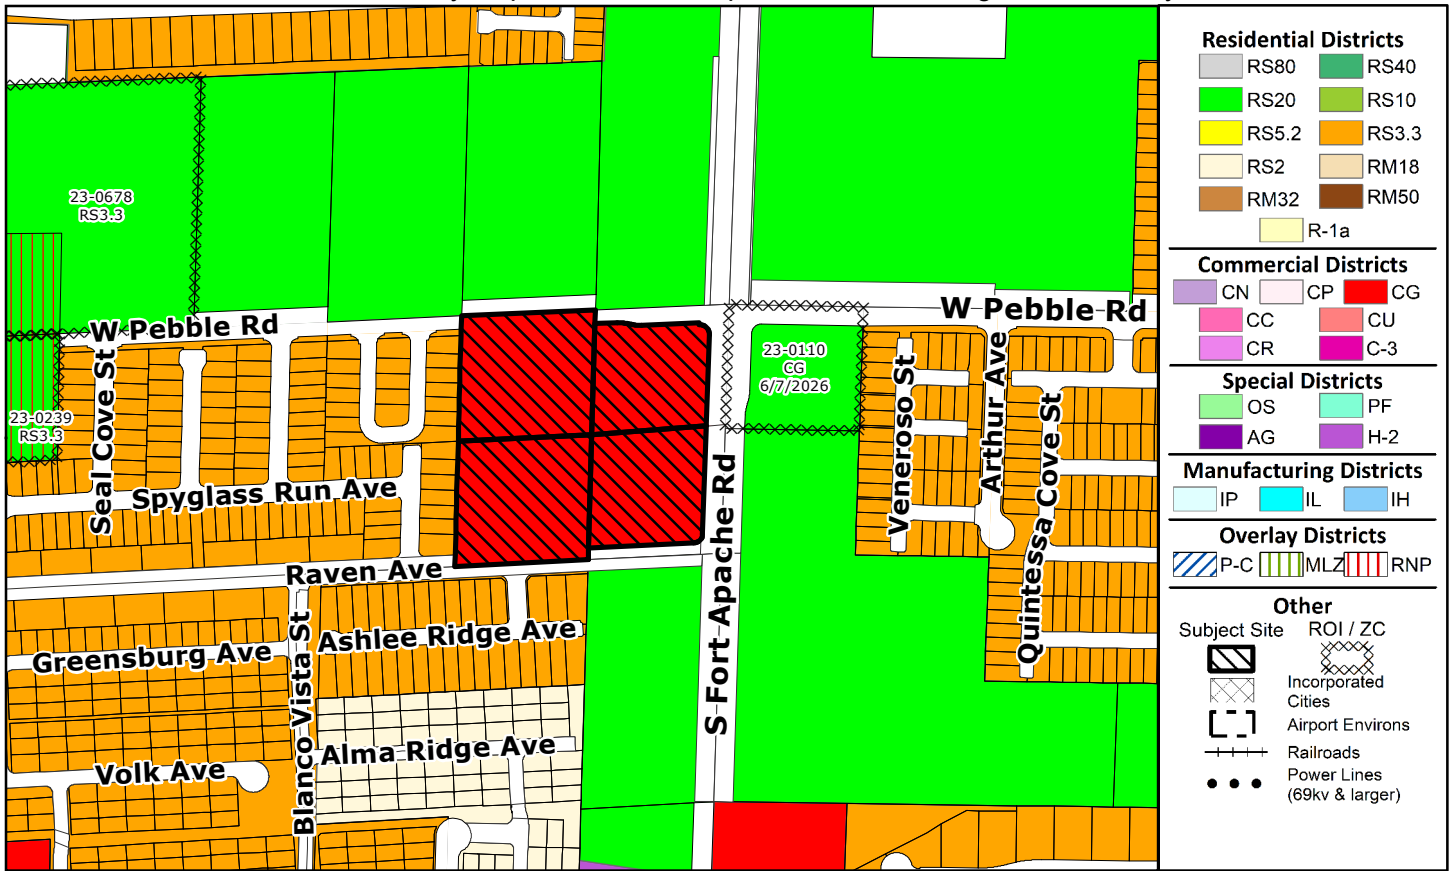 23-0678
RS3.3
W Pebble Rd
W Pebble Rd
23-0110
CG
6/7/2026
23-0239
RS3.3
Seal Cove St
Spyglass Run Ave
Raven Ave
S Fort Apache Rd
Veneroso St
Arthur Ave
Quintessa Cove St
Ashlee Ridge Ave
Greensburg Ave
Blanco Vista St
Alma Ridge Ave
Volk Ave
Residential Districts
RS80 RS40
RS20 RS10
RS5.2 RS3.3
RS2 RM18
RM32 RM50
R-1a
Commercial Districts
CN CP CG
CC CU
CR C-3
Special Districts
OS PF
AG H-2
Manufacturing Districts
IP IL IH
Overlay Districts
P-C MLZ RNP
Other
Subject Site ROI / ZC
Incorporated
Cities
Airport Environs
Railroads
Power Lines
(69kv & larger)